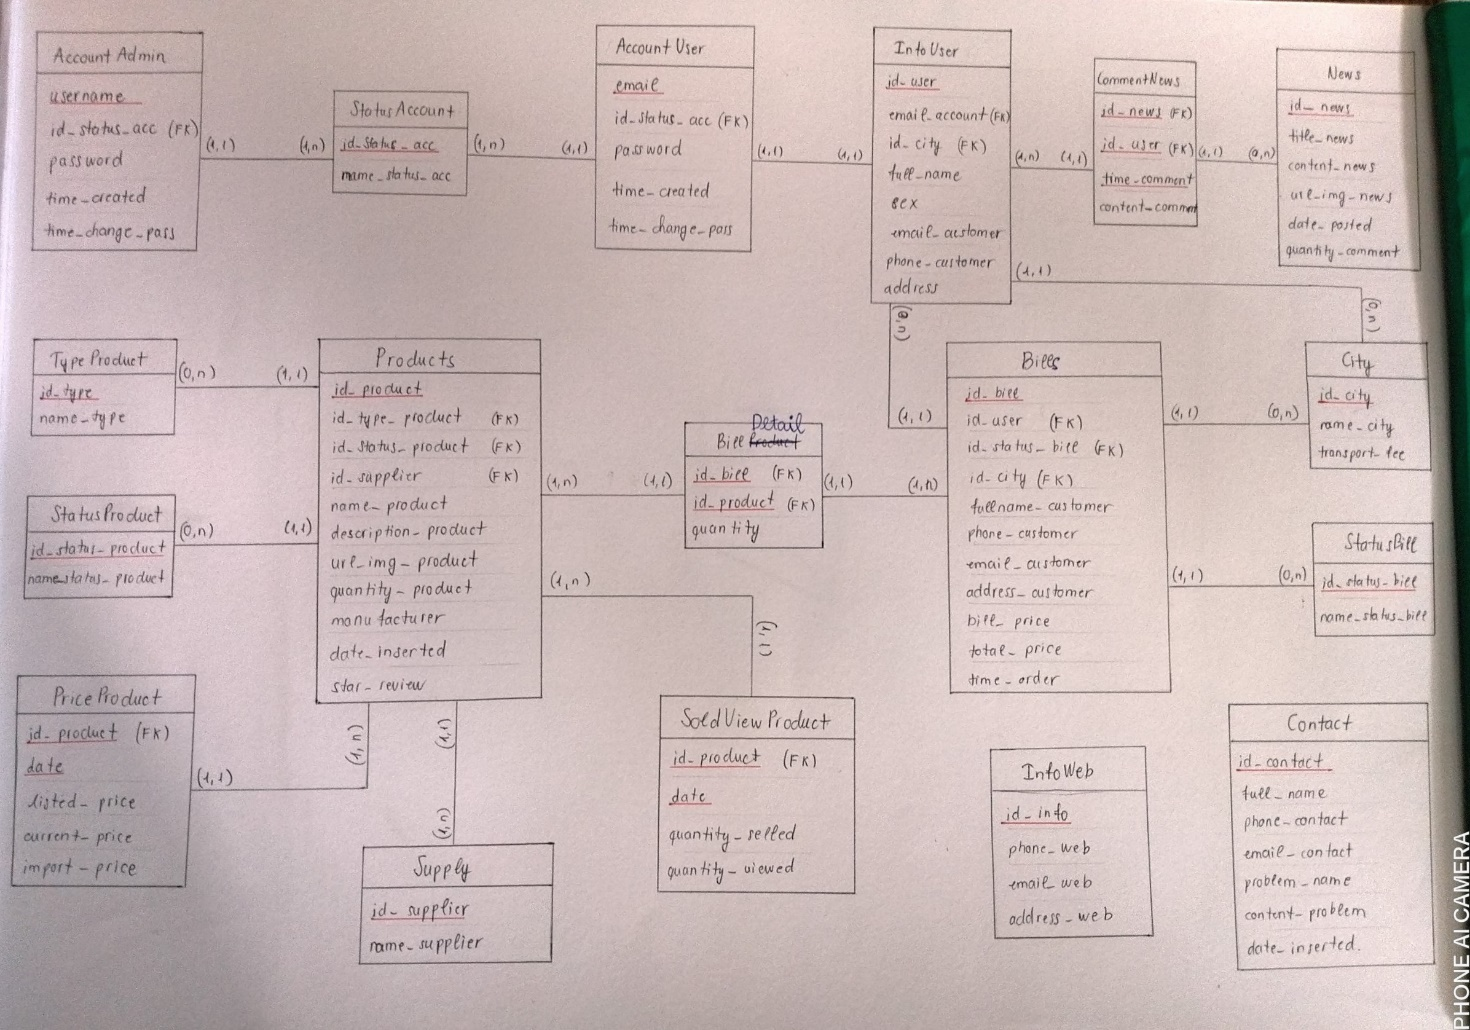 Account Admin
username
id_status_acc (FK)
password
time_created
time_change_pass
(1,1)
(1,n)
Status Account
id_status_acc
name_status_acc
(1,n)
(1,1)
Account User
email
id_status_acc (FK)
password
time_created
time_change_pass
(1,1)
(1,1)
Info User
id_user
email_account (FK)
id_city (FK)
full_name
sex
email_customer
phone_customer
address
(0,n)
(1,1)
CommentNews
id_news (FK)
id_user (FK)
time_comment
content_comment
(1,1)
(0,n)
News
id_news
title_news
content_news
url_img_news
date_posted
quantity_comment
(1,1)
(0,n)
(0,n)
(1,1)
Type Product
id_type
name_type
(0,n)
(1,1)
Products
id_product
id_type_product (FK)
id_status_product (FK)
id_supplier (FK)
name_product
description_product
url_img_product
quantity_product
manufacturer
date_inserted
star_review
Status Product
id_status_product
name_status_product
(0,n)
(1,1)
(1,n)
(1,1)
Detail
Bill Product
id_bill (FK)
id_product (FK)
quantity
(1,1)
(1,n)
Bills
id_bill
id_user (FK)
id_status_bill (FK)
id_city (FK)
fullname_customer
phone_customer
email_customer
address_customer
bill_price
total_price
time_order
(1,1)
(0,n)
City
id_city
name_city
transport_fee
(1,1)
(0,n)
Status Bill
id_status_bill
name_status_bill
Price Product
id_product (FK)
date
listed_price
current_price
import_price
(1,1)
(1,n)
(1,1)
(1,n)
Supply
id_supplier
name_supplier
(1,n)
(1,1)
Sold View Product
id_product (FK)
date
quantity_selled
quantity_viewed
Info Web
id_info
phone_web
email_web
address_web
Contact
id_contact
full_name
phone_contact
email_contact
problem_name
content_problem
date_inserted.
PHONE AI CAMERA